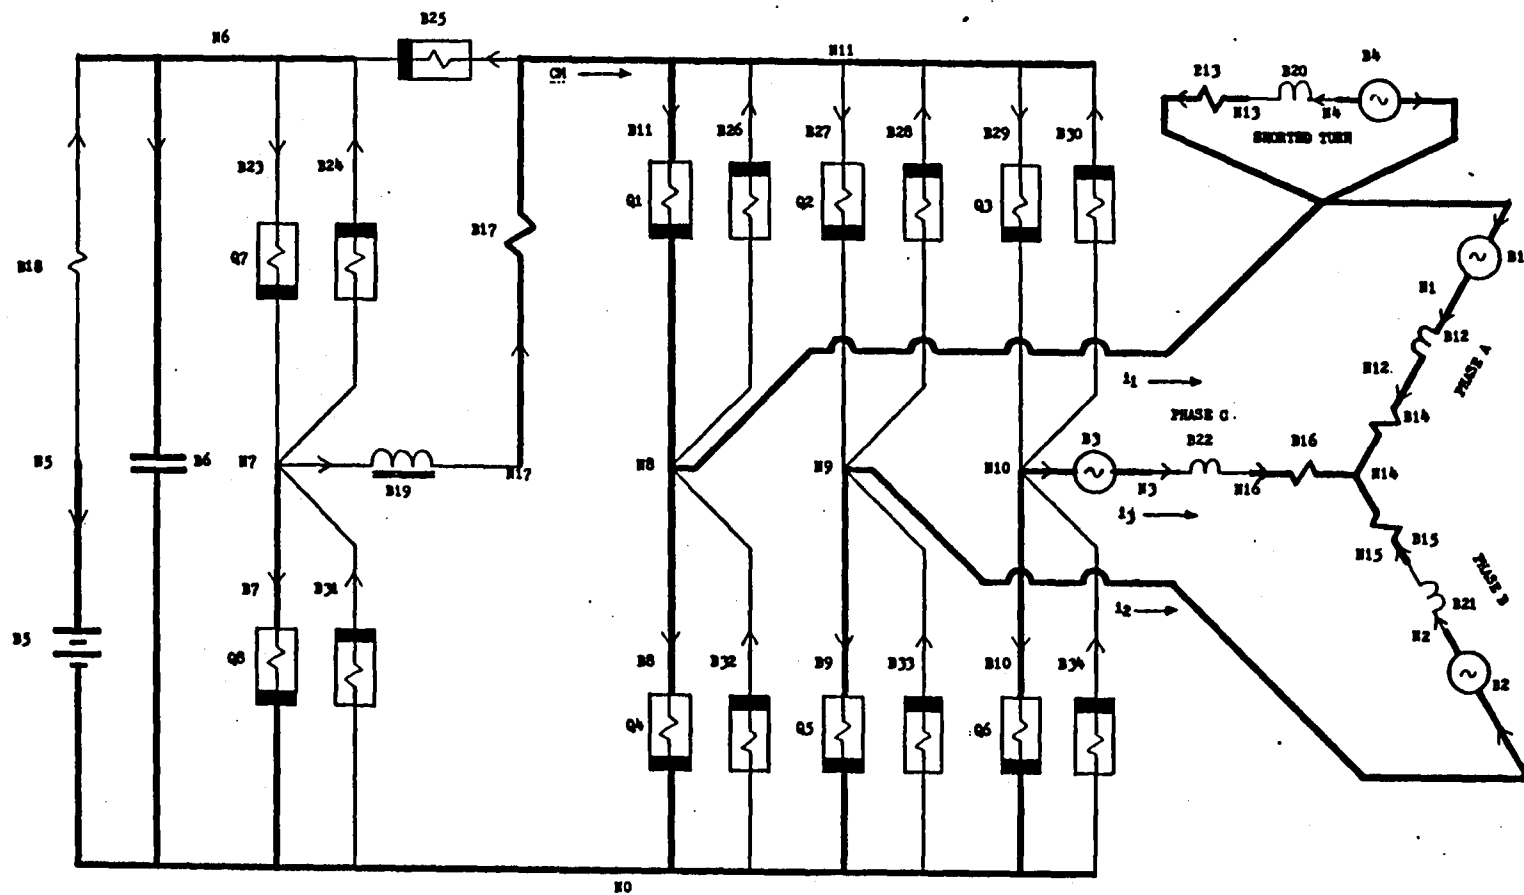 B25
N6
N11
CM
B4
B20
B13
N13
N4
SHORTED TURN
B11
B26
B27
B28
B29
B30
B23
B24
Q1
Q2
Q3
B17
Q7
B18
B1
N1
B12
N12
PHASE A
i1
PHASE C
B14
B3
B22
B16
N5
B6
N7
N17
B19
N8
N9
N10
N3
N16
N14
ij
B15
N15
PHASE B
B7
B31
i2
B21
N2
B5
Q8
B8
B32
B9
B33
B10
B34
B2
Q4
Q5
Q6
N0